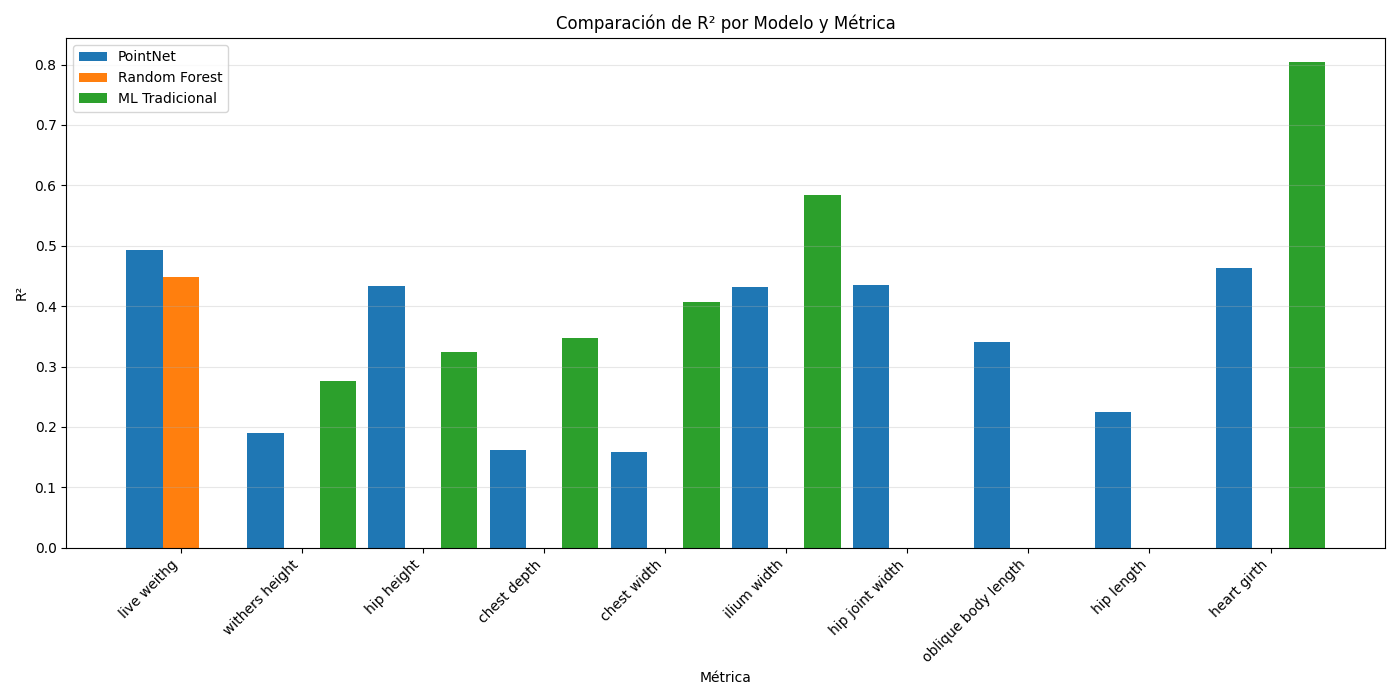 Comparación de R² por Modelo y Métrica
PointNet
Random Forest
ML Tradicional
R²
0.8
0.7
0.6
0.5
0.4
0.3
0.2
0.1
0.0
live weithg
withers height
hip height
chest depth
chest width
ilium width
hip joint width
oblique body length
hip length
heart girth
Métrica